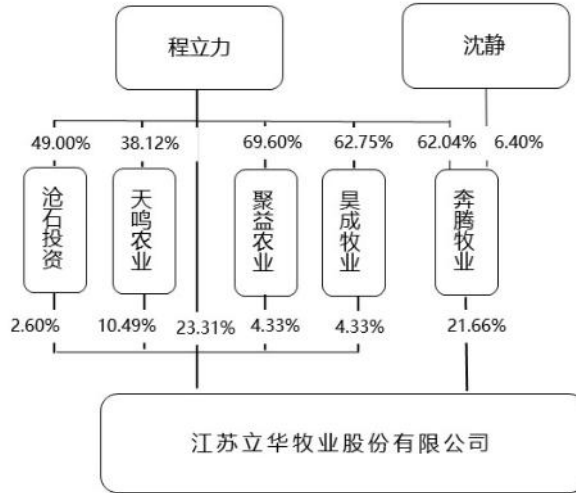 程立力
沈静
49.00%
38.12%
69.60%
62.75%
62.04%
6.40%
沧石投资
天鸣农业
聚益农业
昊成牧业
奔腾牧业
2.60%
10.49%
23.31%
4.33%
4.33%
21.66%
江苏立华牧业股份有限公司